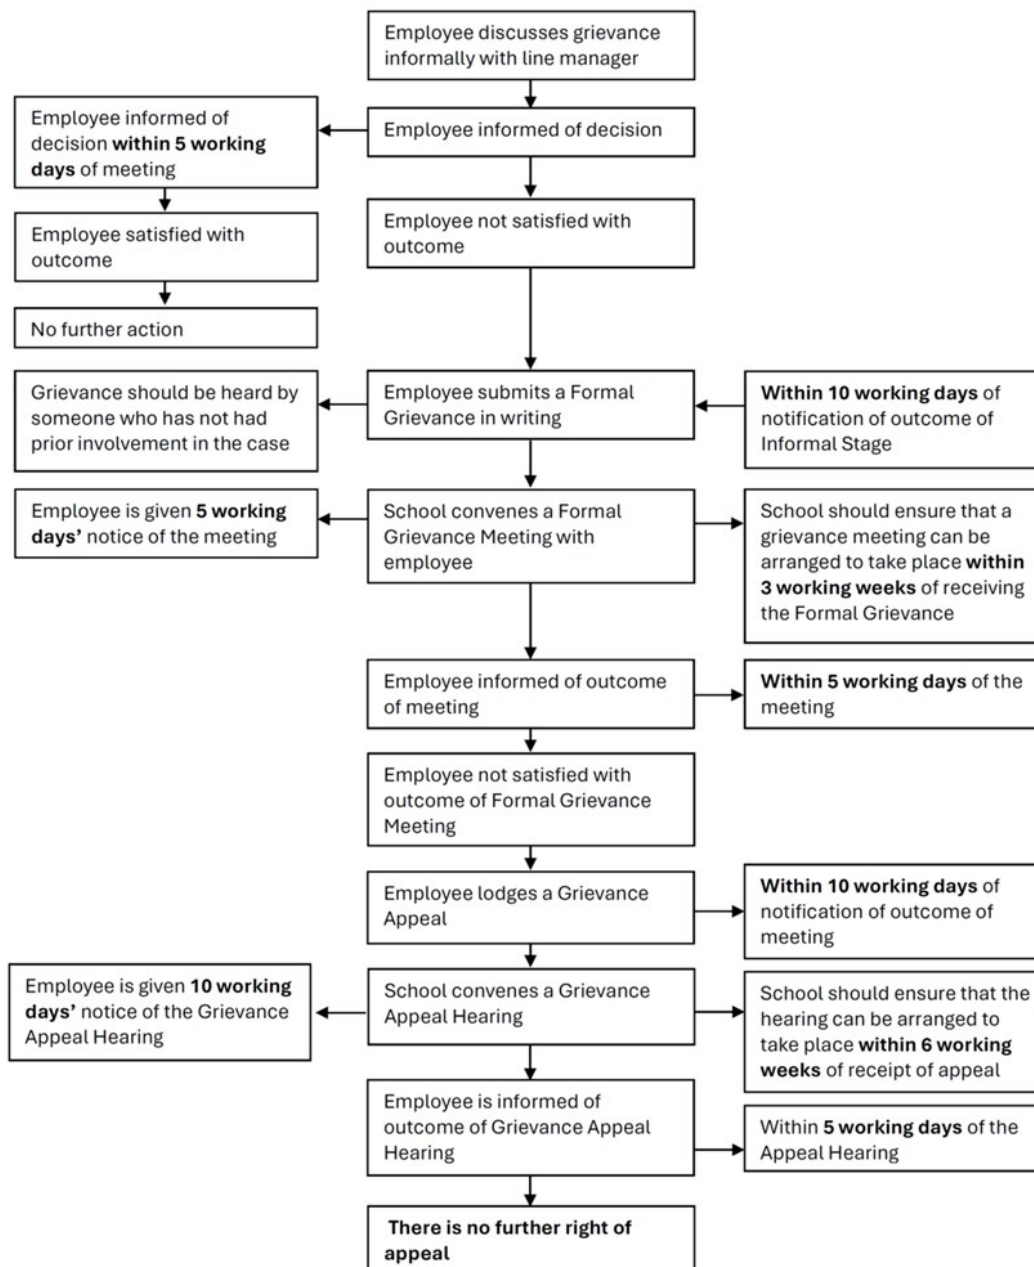 Employee discusses grievance
informally with line manager
Employee informed of
decision within 5 working
days of meeting
Employee informed of decision
Employee satisfied with
outcome
Employee not satisfied with
outcome
No further action
Grievance should be heard by
someone who has not had
prior involvement in the case
Employee submits a Formal
Grievance in writing
Within 10 working days of
notification of outcome of
Informal Stage
Employee is given 5 working
days’ notice of the meeting
School convenes a Formal
Grievance Meeting with
employee
School should ensure that a
grievance meeting can be
arranged to take place within
3 working weeks of receiving
the Formal Grievance
Employee informed of outcome
of meeting
Within 5 working days of the
meeting
Employee not satisfied with
outcome of Formal Grievance
Meeting
Employee lodges a Grievance
Appeal
Within 10 working days of
notification of outcome of
meeting
Employee is given 10 working
days’ notice of the Grievance
Appeal Hearing
School convenes a Grievance
Appeal Hearing
School should ensure that the
hearing can be arranged to
take place within 6 working
weeks of receipt of appeal
Employee is informed of
outcome of Grievance Appeal
Hearing
Within 5 working days of the
Appeal Hearing
There is no further right of
appeal